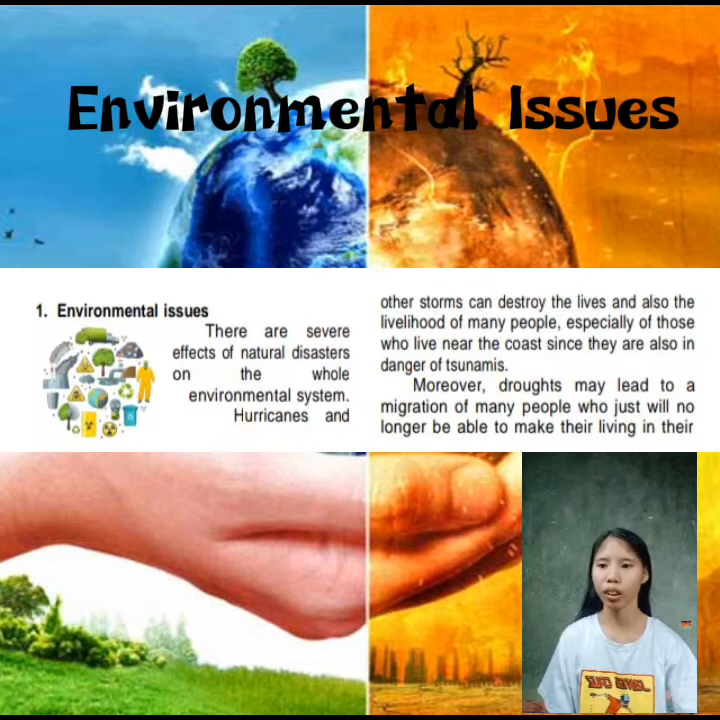 Environmental Issues
1. Environmental issues
There are severe
effects of natural disasters
on the whole
environmental system.
Hurricanes and
other storms can destroy the lives and also the
livelihood of many people, especially of those
who live near the coast since they are also in
danger of tsunamis.
Moreover, droughts may lead to a
migration of many people who just will no
longer be able to make their living in their